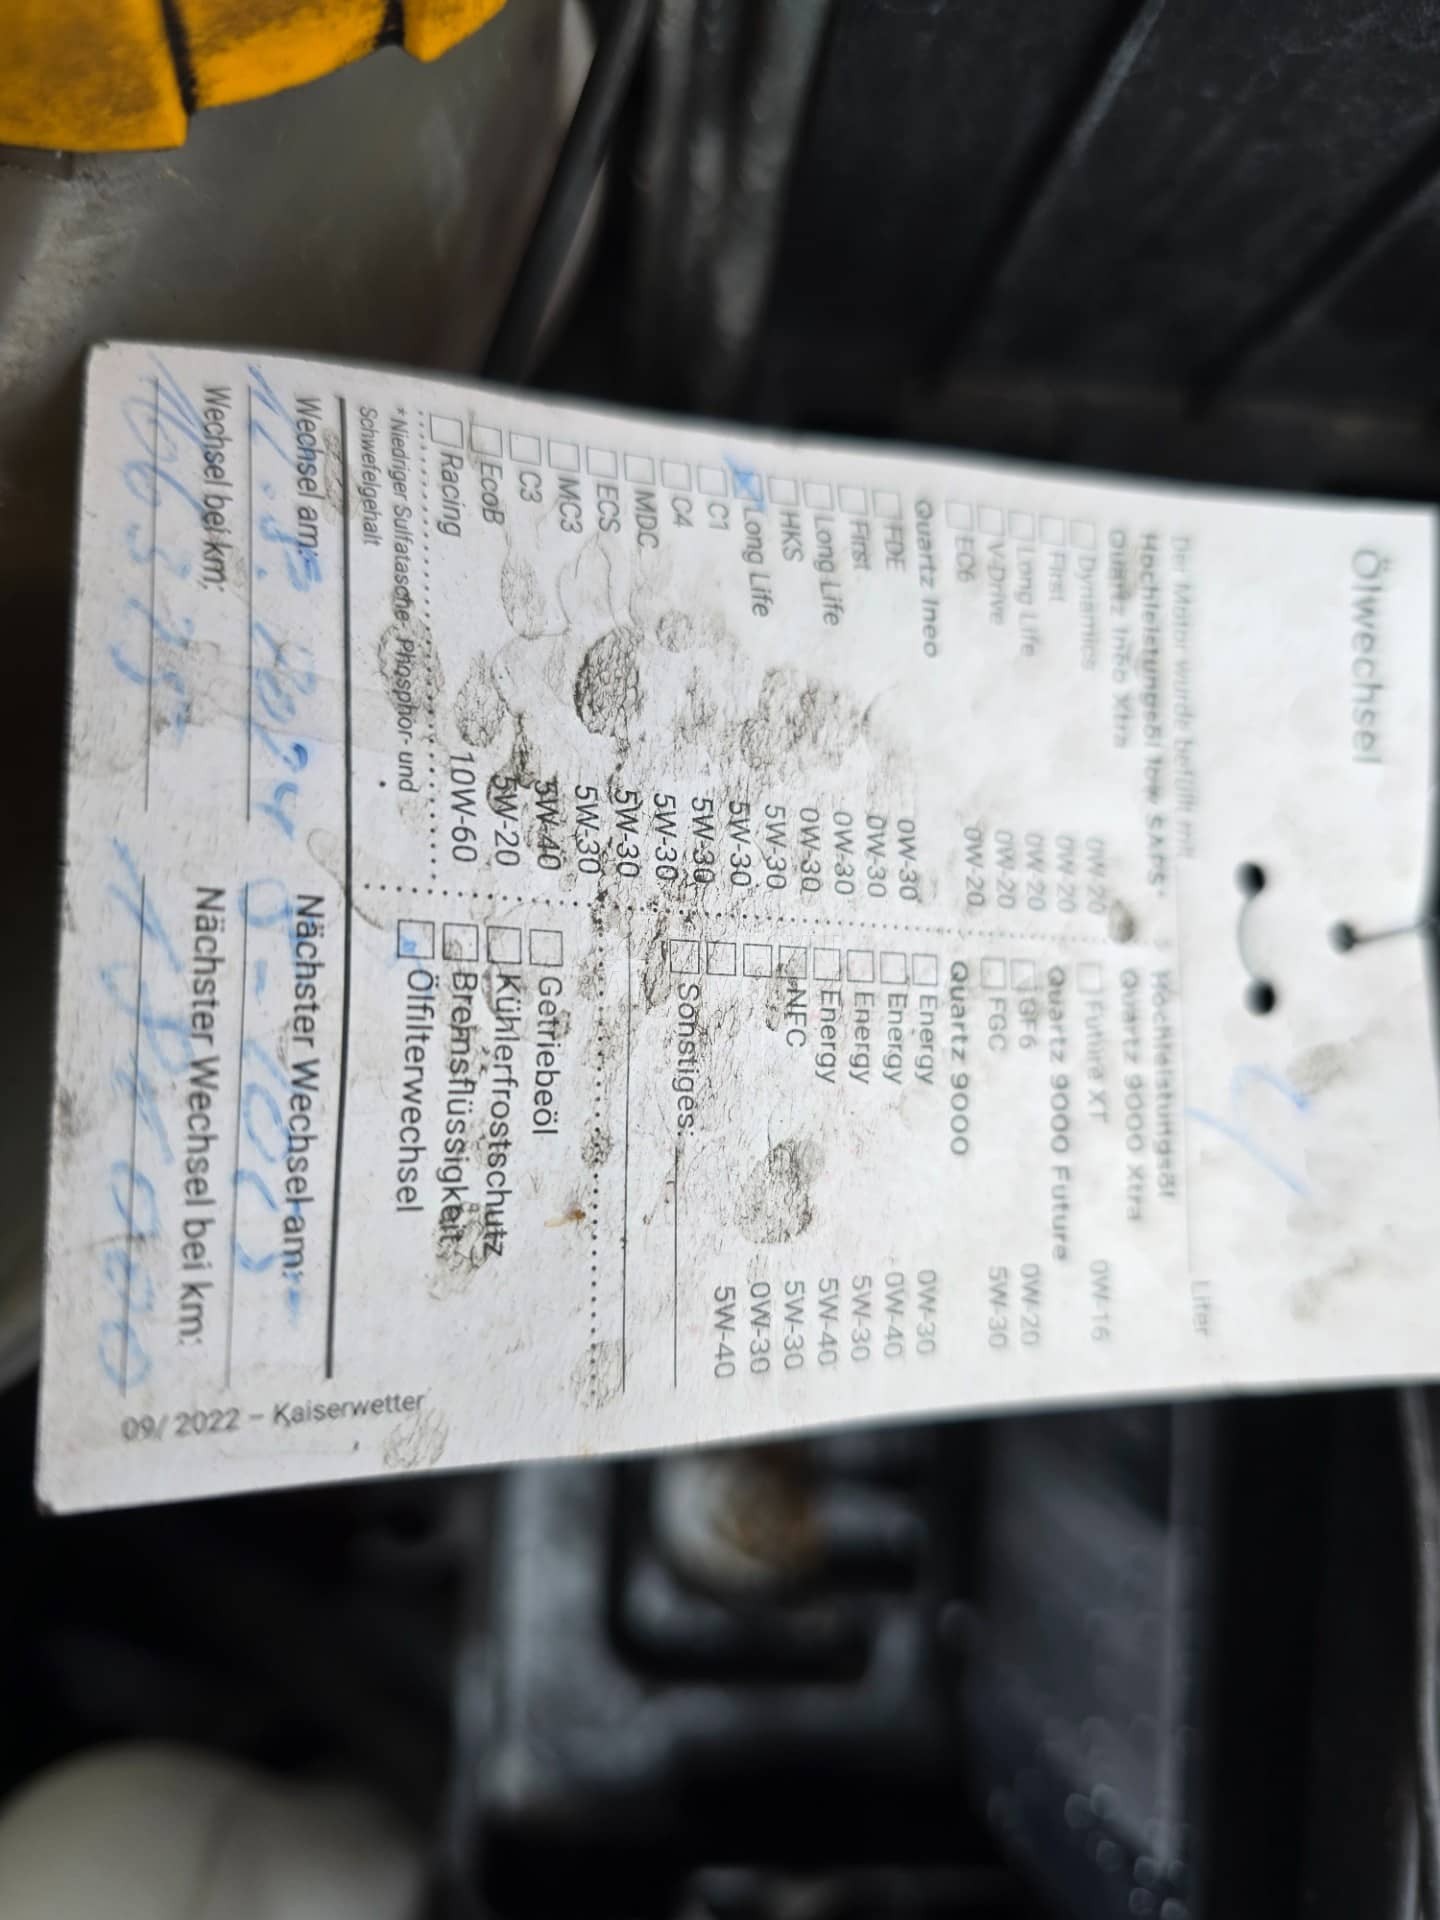 Ölwechsel
Der Motor wurde befüllt mit
Liter
Hochleistungsöl low SAPS*
Quartz Ineo Xtra
Dynamics 0W-20
First 0W-20
Long Life 0W-20
V-Drive 0W-20
EC6 0W-20
Quartz Ineo
FDE 0W-30
First 0W-30
Long Life 0W-30
HKS 0W-30
Long Life 5W-30
C1 5W-30
C4 5W-30
MDC 5W-30
ECS 5W-30
MC3 5W-30
C3 5W-40
EcoB 5W-20
Racing 10W-60
*Niedriger Sulfatasche-, Phosphor- und
Schwefelgehalt
Hochleistungsöl
Quartz 9000 Xtra
Future XT 0W-16
Quartz 9000 Future
GF6 0W-20
FGC 5W-30
Quartz 9000
Energy 0W-30
Energy 0W-40
Energy 5W-30
Energy 5W-40
NFC 5W-30
0W-30
5W-40
Sonstiges:
Getriebeöl
Kühlerfrostschutz
Bremsflüssigkeit
Ölfilterwechsel
Wechsel am:
Nächster Wechsel am:
Wechsel bei km:
Nächster Wechsel bei km:
09/2022 – Kaiserwetter